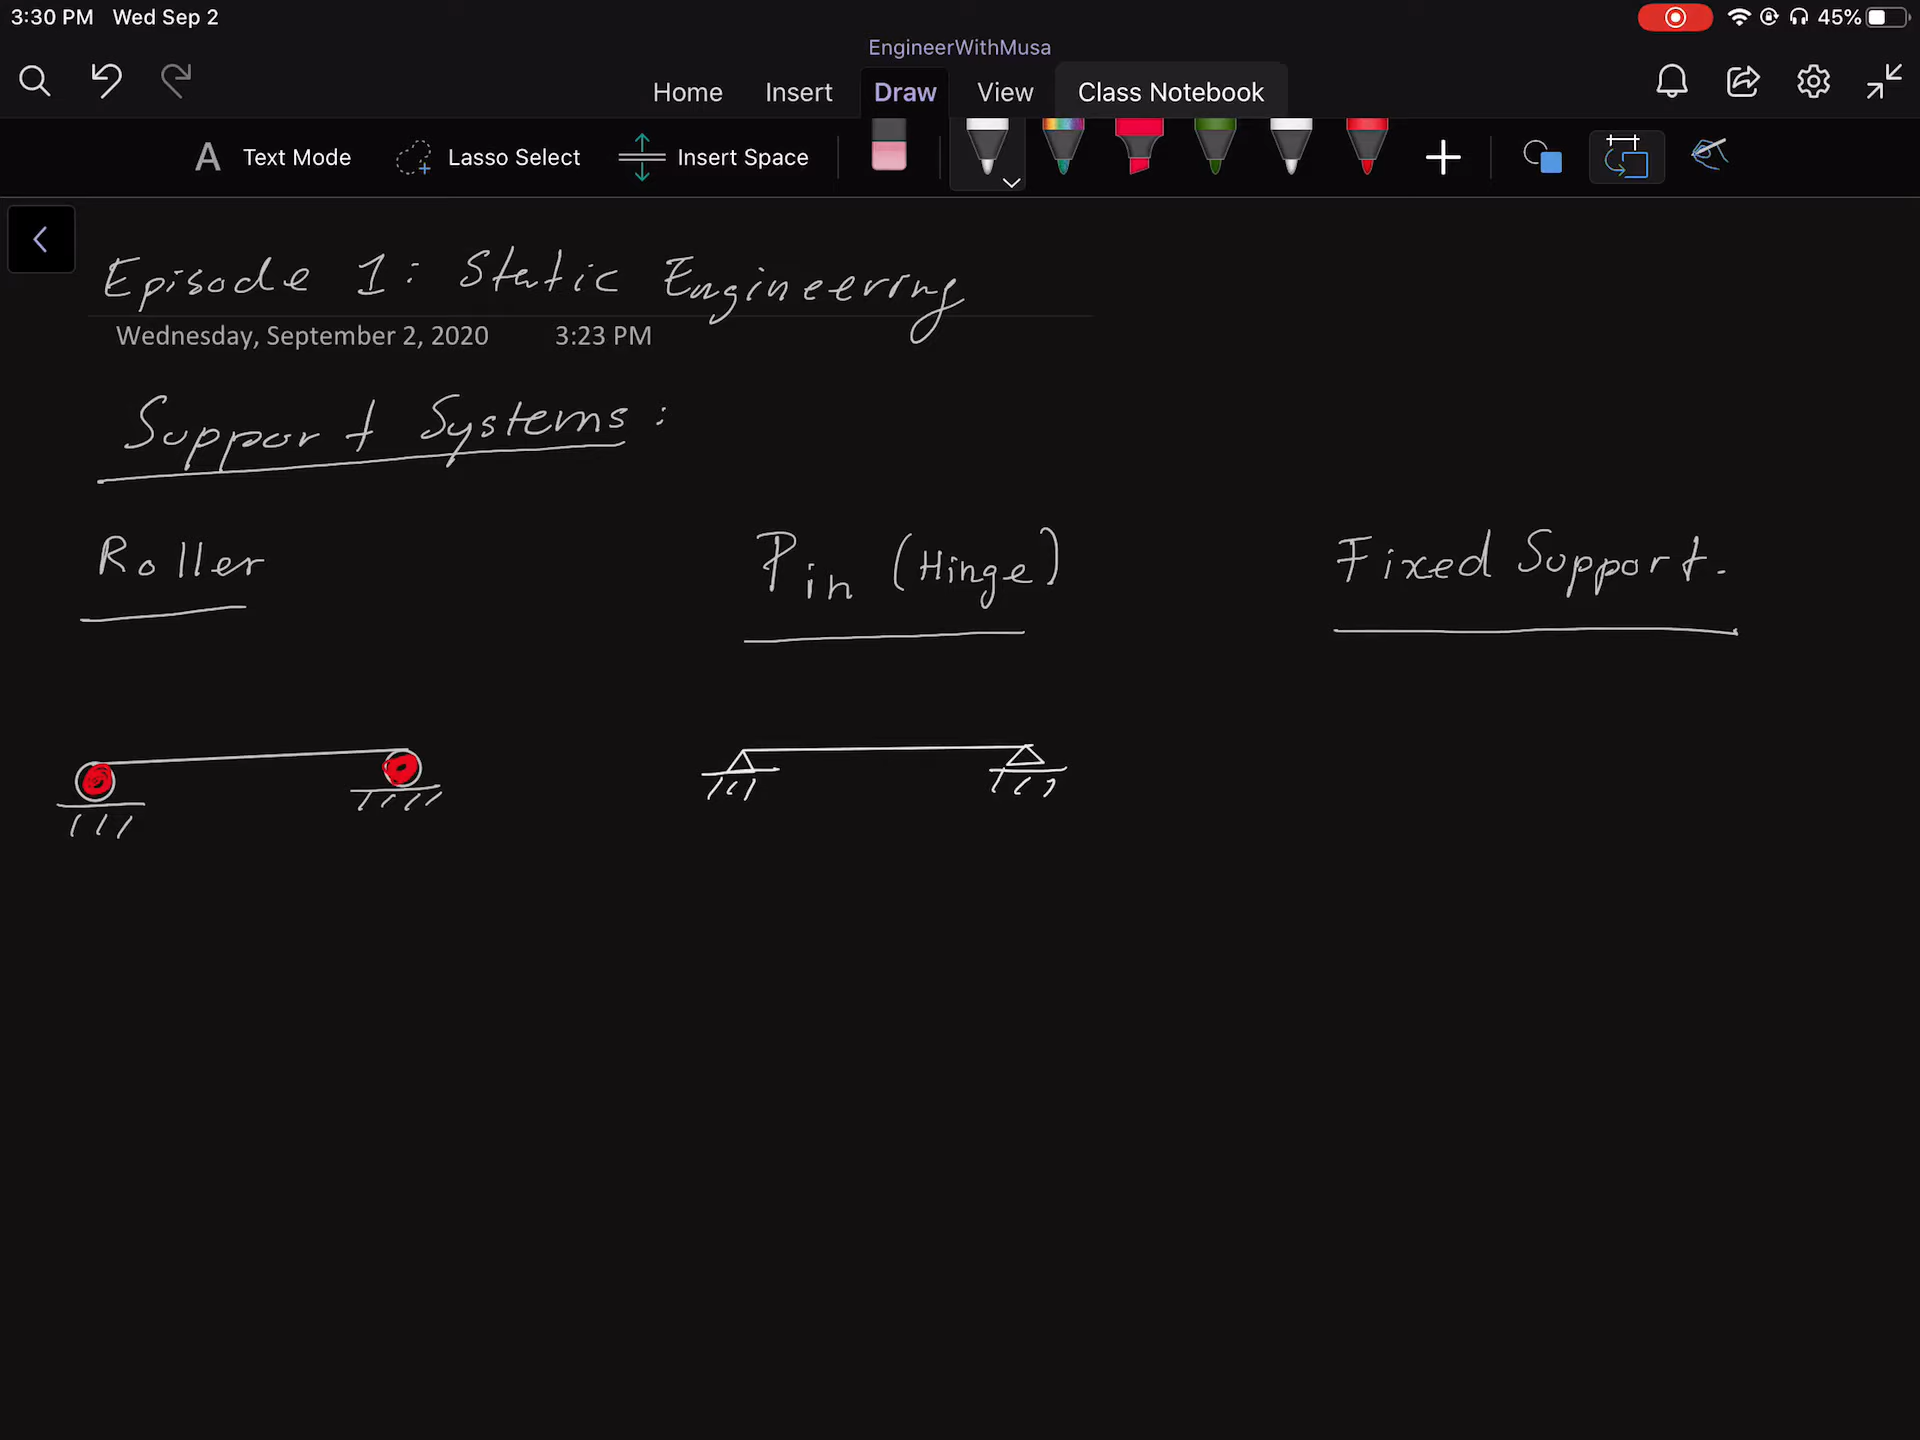 3:30 PM Wed Sep 2 45%
EngineerWithMusa
Home Insert Draw View Class Notebook
A Text Mode Lasso Select Insert Space
Episode 1: Static Engineering
Wednesday, September 2, 2020 3:23 PM
Support Systems:
Roller Pin (Hinge) Fixed Support.